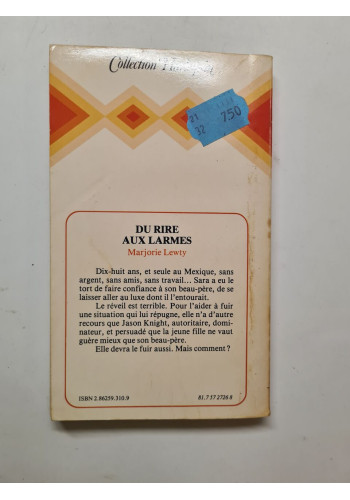 Collection
21
32 750
DU RIRE
AUX LARMES
Marjorie Lewty
Dix-huit ans, et seule au Mexique, sans
argent, sans amis, sans travail... Sara a eu le
tort de faire confiance à son beau-père, de se
laisser aller au luxe dont il l'entourait.
Le réveil est terrible. Pour l'aider à fuir
une situation qui lui répugne, elle n'a d'autre
recours que Jason Knight, autoritaire, domi-
nateur, et persuadé que la jeune fille ne vaut
guère mieux que son beau-père.
Elle devra le fuir aussi. Mais comment ?
ISBN 2.86259.310.9 81.7 17 2726 8